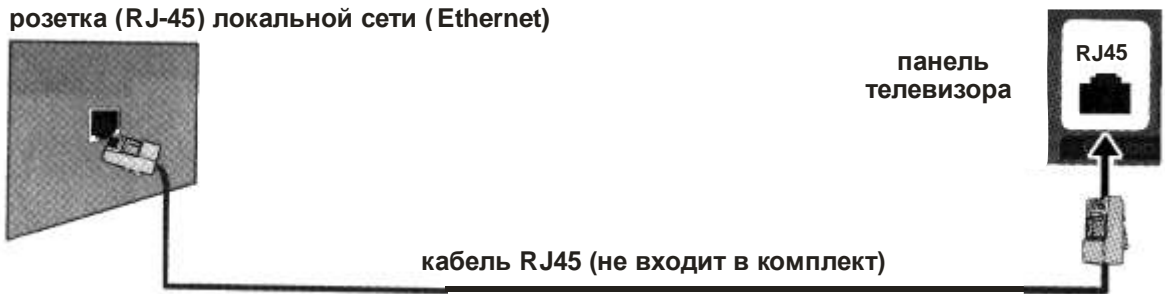 розетка (RJ-45) локальной сети (Ethernet)
панель
телевизора
RJ45
кабель RJ45 (не входит в комплект)